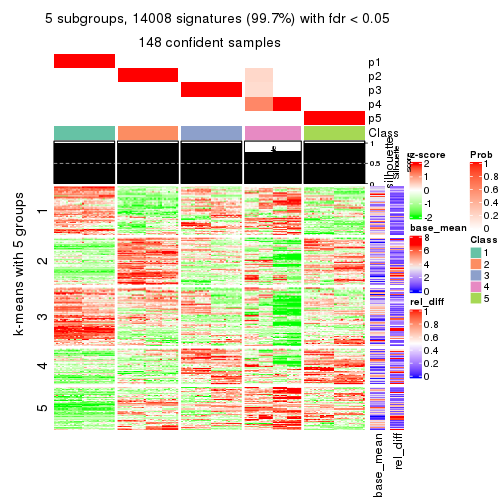 5 subgroups, 14008 signatures (99.7%) with fdr < 0.05
148 confident samples
p1
p2
p3
p4
p5
Class
1
0.5
0
silhouette
Silhouette
score
k-means with 5 groups
1
2
3
4
5
base_mean
rel_diff
z-score
2
1
0
-1
-2
base_mean
8
6
4
2
0
rel_diff
1
0.8
0.6
0.4
0.2
0
Prob
1
0.8
0.6
0.4
0.2
0
Class
1
2
3
4
5